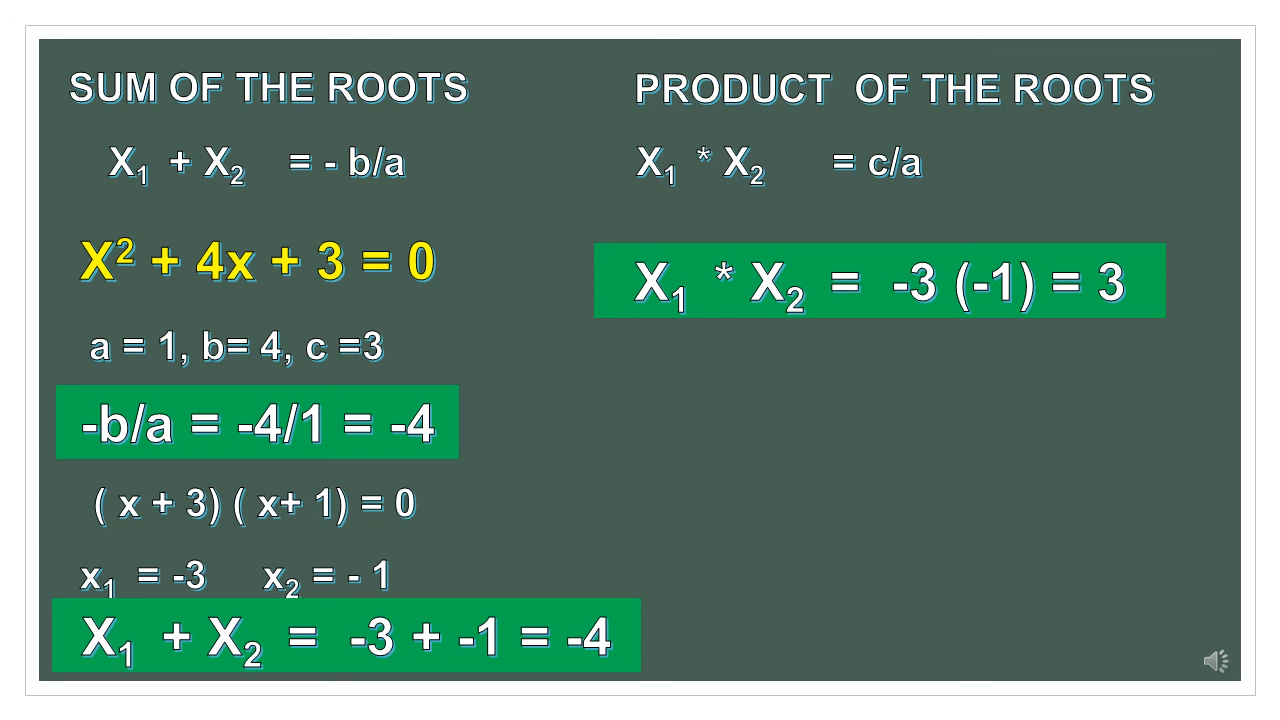 SUM OF THE ROOTS
X₁ + X₂ = - b/a
X² + 4x + 3 = 0
a = 1, b= 4, c =3
-b/a = -4/1 = -4
( x + 3) ( x+ 1) = 0
x₁ = -3 x₂ = - 1
X₁ + X₂ = -3 + -1 = -4
PRODUCT OF THE ROOTS
X₁ * X₂ = c/a
X₁ * X₂ = -3 (-1) = 3